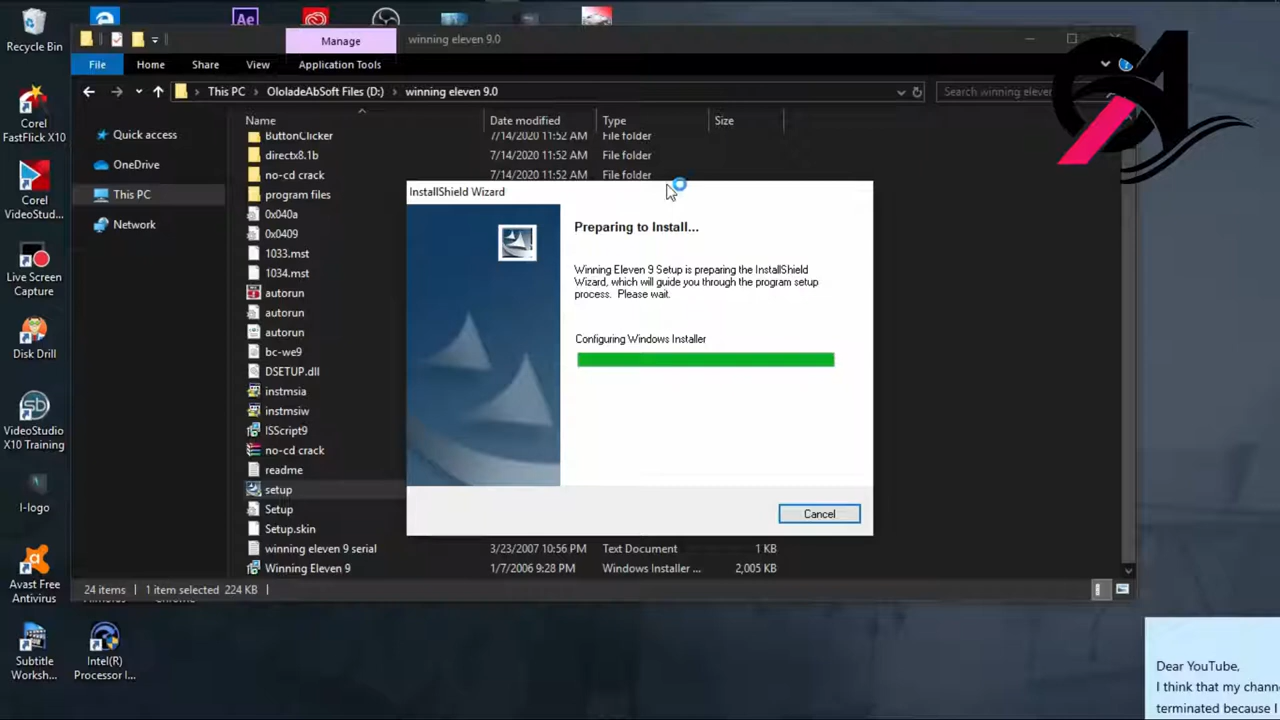 Recycle Bin
Ae
Manage
winning eleven 9.0
File
Home
Share
View
Application Tools
This PC
OloladeAbSoft Files (D:)
winning eleven 9.0
Search winning eleven
Quick access
OneDrive
This PC
Network
Name
Date modified
Type
Size
ButtonClicker
7/14/2020 11:52 AM
File folder
directx8.1b
7/14/2020 11:52 AM
File folder
no-cd crack
7/14/2020 11:52 AM
File folder
program files
0x040a
0x0409
1033.mst
1034.mst
autorun
autorun
autorun
bc-we9
DSETUP.dll
instmsia
instmsiw
ISScript9
no-cd crack
readme
setup
Setup
Setup.skin
winning eleven 9 serial
3/23/2007 10:56 PM
Text Document
1 KB
Winning Eleven 9
1/7/2006 9:28 PM
Windows Installer ...
2,005 KB
24 items
1 item selected 224 KB
InstallShield Wizard
Preparing to Install...
Winning Eleven 9 Setup is preparing the InstallShield
Wizard, which will guide you through the program setup
process. Please wait.
Configuring Windows Installer
Cancel
Corel
FastFlick X10
Corel
VideoStud...
Live Screen
Capture
Disk Drill
VideoStudio
X10 Training
I-logo
Avast Free
Antivirus
Subtitle
Worksh...
Intel(R)
Processor I...
Dear YouTube,
I think that my chann
terminated because I